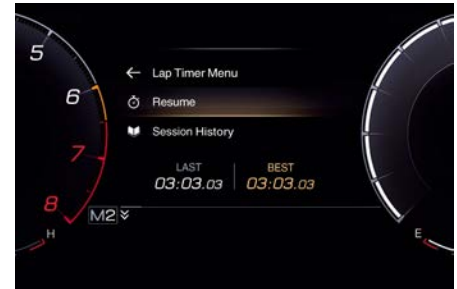 5
6
7
8
← Lap Timer Menu
Resume
Session History
LAST
BEST
03:03.03
03:03.03
M2
H
E